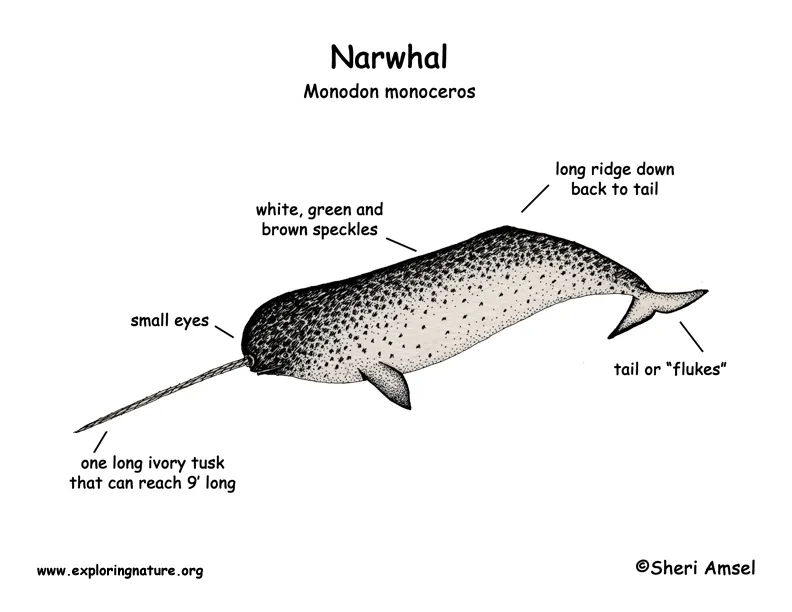 Narwhal
Monodon monoceros
long ridge down
back to tail
white, green and
brown speckles
small eyes
tail or “flukes”
one long ivory tusk
that can reach 9’ long
www.exploringnature.org
©Sheri Amsel